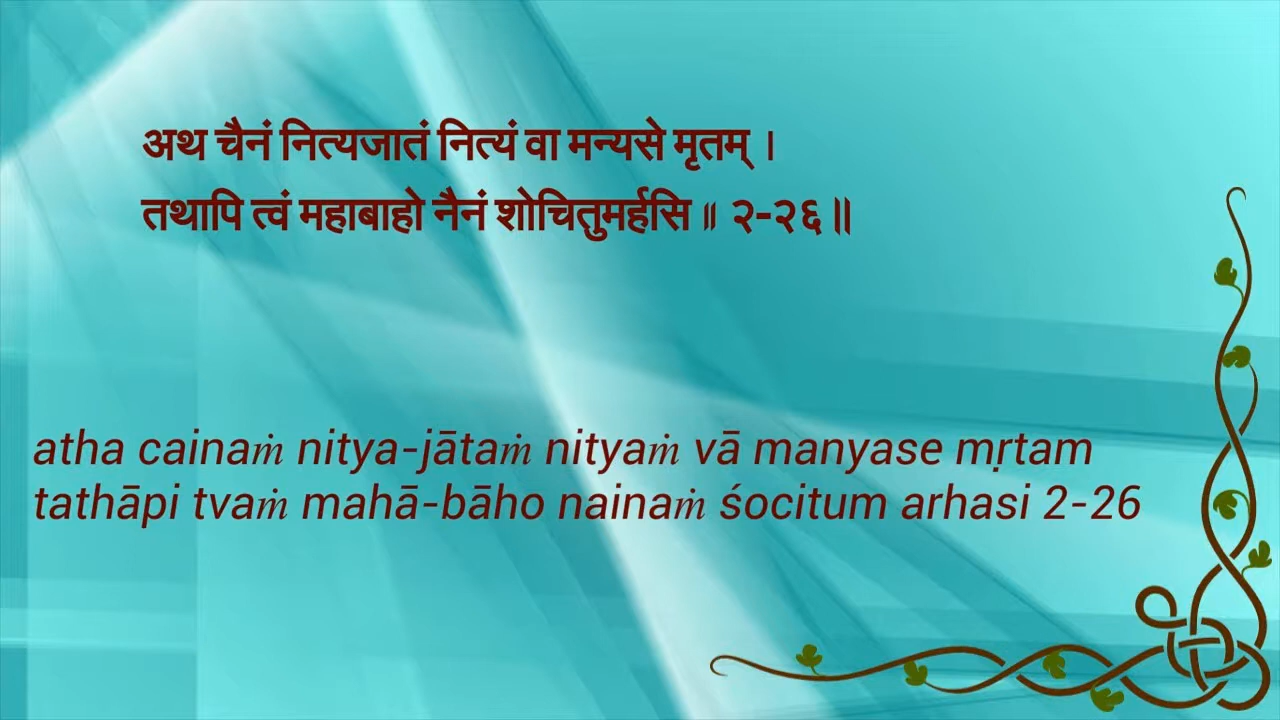 अथ चैनं नित्यजातं नित्यं वा मन्यसे मृतम् ।
तथापि त्वं महाबाहो नैनं शोचितुमर्हसि ॥ २-२६॥
atha cainaṁ nitya-jātaṁ nityaṁ vā manyase mṛtam
tathāpi tvaṁ mahā-bāho nainaṁ śocitum arhasi 2-26